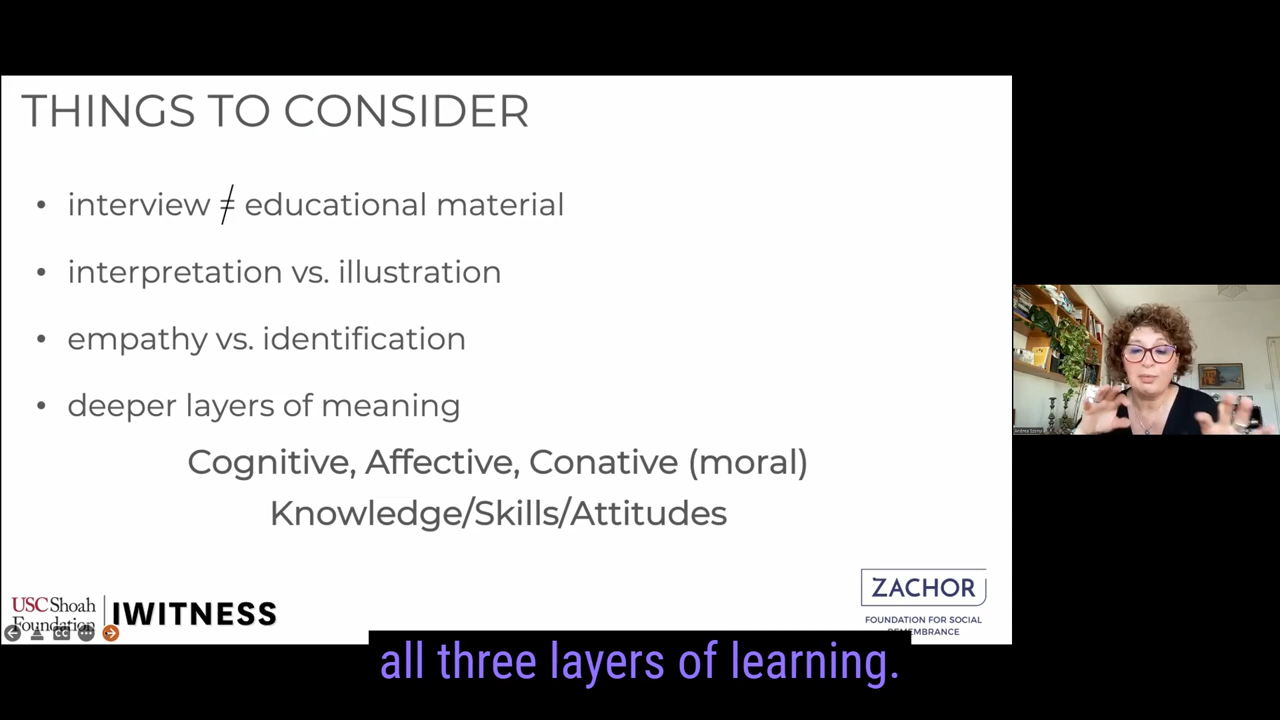 THINGS TO CONSIDER
• interview ≠ educational material
• interpretation vs. illustration
• empathy vs. identification
• deeper layers of meaning
Cognitive, Affective, Conative (moral)
Knowledge/Skills/Attitudes
USC Shoah
Foundation
IWITNESS
CC
ZACHOR
FOUNDATION FOR SOCIAL
REMEMBRANCE
all three layers of learning.